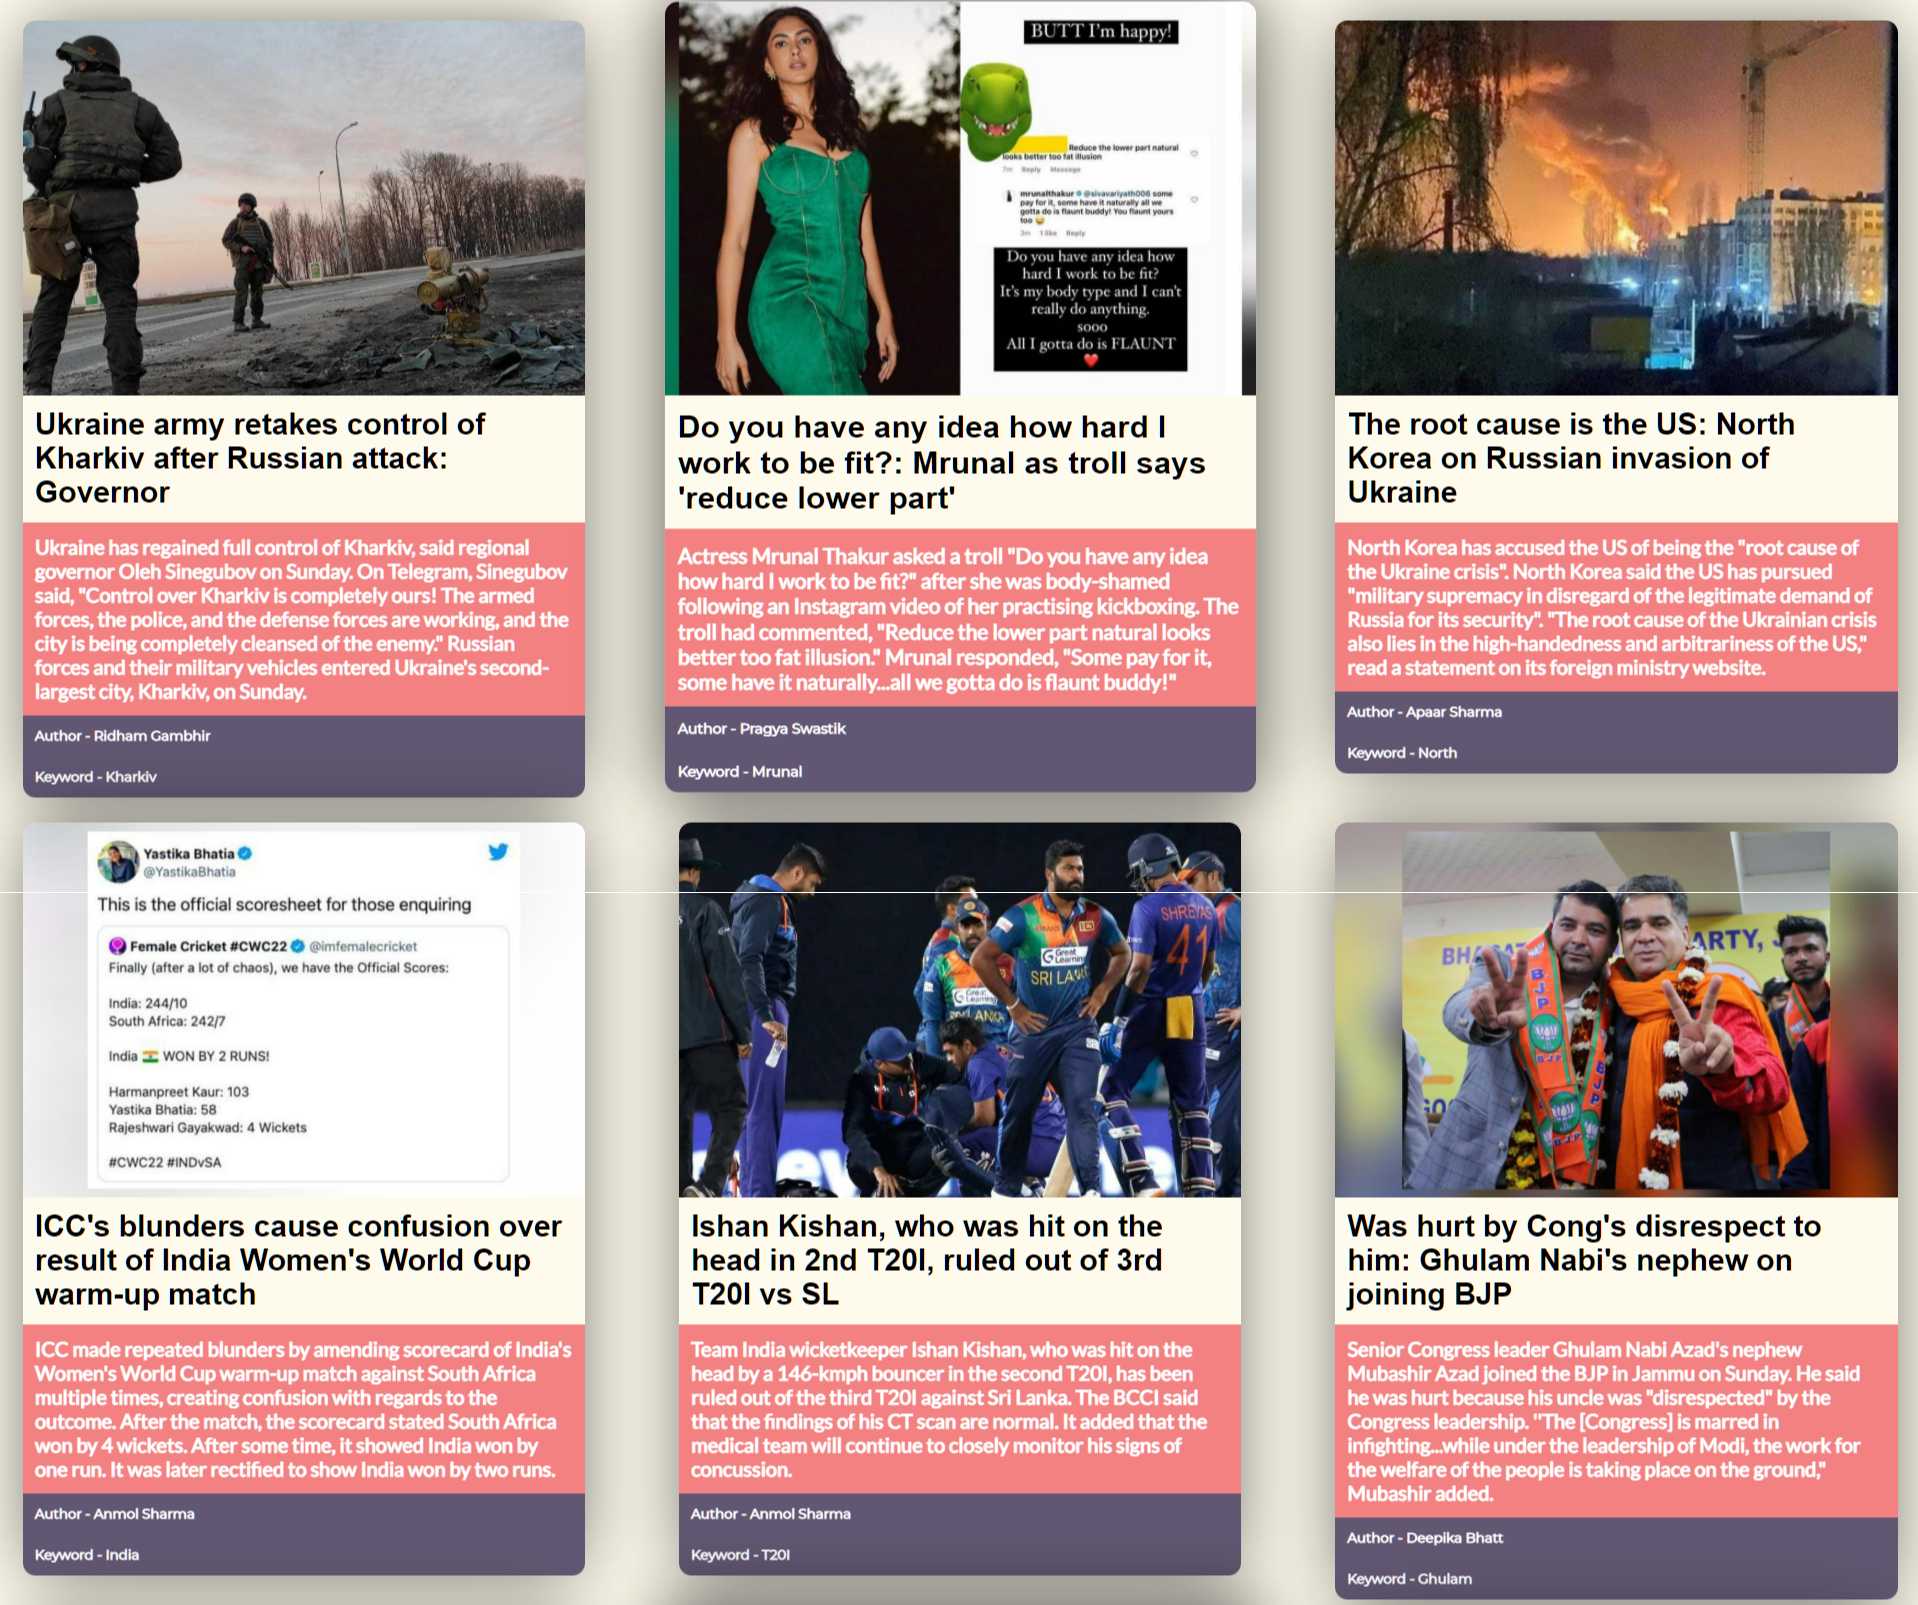 Ukraine army retakes control of
Kharkiv after Russian attack:
Governor
Ukraine has regained full control of Kharkiv, said regional
governor Oleh Sinegubov on Sunday. On Telegram, Sinegubov
said, "Control over Kharkiv is completely ours! The armed
forces, the police, and the defense forces are working, and the
city is being completely cleansed of the enemy." Russian
forces and their military vehicles entered Ukraine's second-
largest city, Kharkiv, on Sunday.
Author - Ridham Gambhir
Keyword - Kharkiv
BUTT I'm happy!
Reduce the lower part natural
looks better too fat illusion
7m Reply Message
mrunalthakur @sivavariyath006 some
pay for it, some have it naturally all we
gotta do is flaunt buddy! You flaunt yours
too 😂
3m 1 like Reply
Do you have any idea how
hard I work to be fit?
It's my body type and I can't
really do anything.
sooo
All I gotta do is FLAUNT
❤️
Do you have any idea how hard I
work to be fit?: Mrunal as troll says
'reduce lower part'
Actress Mrunal Thakur asked a troll "Do you have any idea
how hard I work to be fit?" after she was body-shamed
following an Instagram video of her practising kickboxing. The
troll had commented, "Reduce the lower part natural looks
better too fat illusion." Mrunal responded, "Some pay for it,
some have it naturally...all we gotta do is flaunt buddy!"
Author - Pragya Swastik
Keyword - Mrunal
The root cause is the US: North
Korea on Russian invasion of
Ukraine
North Korea has accused the US of being the "root cause of
the Ukraine crisis". North Korea said the US has pursued
"military supremacy in disregard of the legitimate demand of
Russia for its security". "The root cause of the Ukrainian crisis
also lies in the high-handedness and arbitrariness of the US,"
read a statement on its foreign ministry website.
Author - Apaar Sharma
Keyword - North
Yastika Bhatia
@YastikaBhatia
This is the official scoresheet for those enquiring
Female Cricket #CWC22 @imfemalecricket
Finally (after a lot of chaos), we have the Official Scores:
India: 244/10
South Africa: 242/7
India 🇮🇳 WON BY 2 RUNS!
Harmanpreet Kaur: 103
Yastika Bhatia: 58
Rajeshwari Gayakwad: 4 Wickets
#CWC22 #INDvSA
ICC's blunders cause confusion over
result of India Women's World Cup
warm-up match
ICC made repeated blunders by amending scorecard of India's
Women's World Cup warm-up match against South Africa
multiple times, creating confusion with regards to the
outcome. After the match, the scorecard stated South Africa
won by 4 wickets. After some time, it showed India won by
one run. It was later rectified to show India won by two runs.
Author - Anmol Sharma
Keyword - India
SHREYAS
41
Great
Learning
SRI LANKA
Ishan Kishan, who was hit on the
head in 2nd T20I, ruled out of 3rd
T20I vs SL
Team India wicketkeeper Ishan Kishan, who was hit on the
head by a 146-kmph bouncer in the second T20I, has been
ruled out of the third T20I against Sri Lanka. The BCCI said
that the findings of his CT scan are normal. It added that the
medical team will continue to closely monitor his signs of
concussion.
Author - Anmol Sharma
Keyword - T20I
BJP
BJP
BJP
Was hurt by Cong's disrespect to
him: Ghulam Nabi's nephew on
joining BJP
Senior Congress leader Ghulam Nabi Azad's nephew
Mubashir Azad joined the BJP in Jammu on Sunday. He said
he was hurt because his uncle was "disrespected" by the
Congress leadership. "The [Congress] is marred in
infighting...while under the leadership of Modi, the work for
the welfare of the people is taking place on the ground,"
Mubashir added.
Author - Deepika Bhatt
Keyword - Ghulam